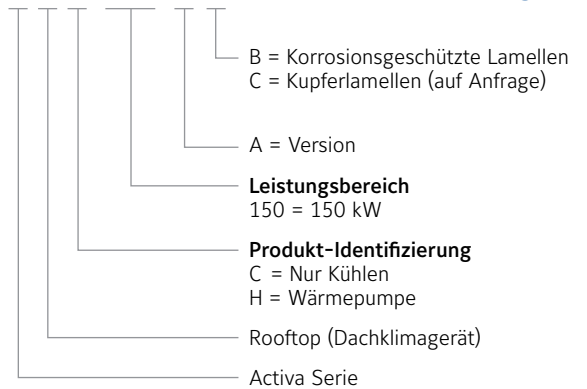 B = Korrosionsgeschützte Lamellen
C = Kupferlamellen (auf Anfrage)
A = Version
Leistungsbereich
150 = 150 kW
Produkt-Identifizierung
C = Nur Kühlen
H = Wärmepumpe
Rooftop (Dachklimagerät)
Activa Serie